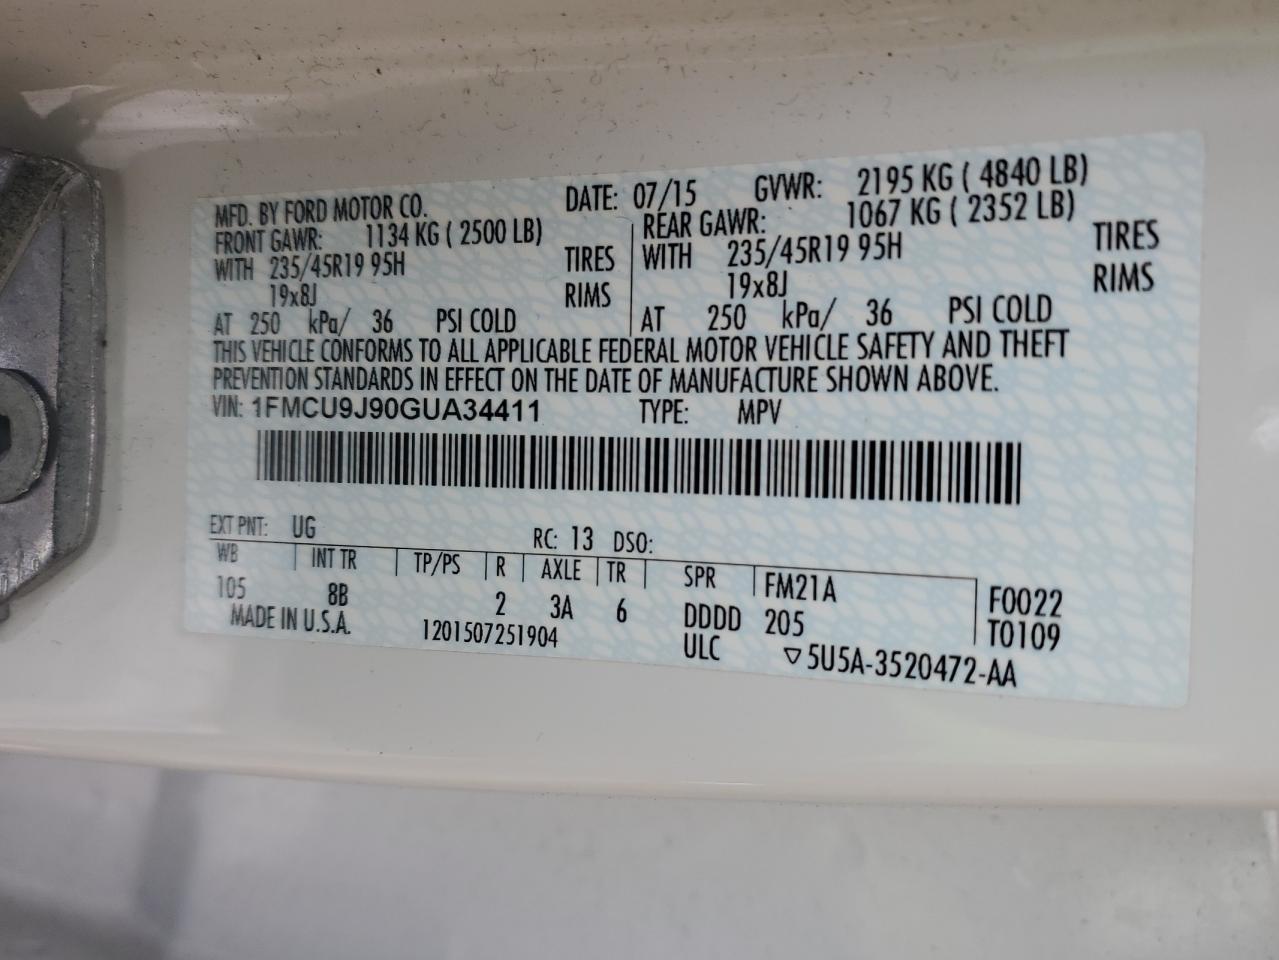 MFD. BY FORD MOTOR CO. DATE: 07/15 GVWR: 2195 KG ( 4840 LB)
FRONT GAWR: 1134 KG ( 2500 LB) REAR GAWR: 1067 KG ( 2352 LB)
WITH 235/45R19 95H TIRES WITH 235/45R19 95H TIRES
19x8J RIMS 19x8J RIMS
AT 250 kPa/ 36 PSI COLD AT 250 kPa/ 36 PSI COLD
THIS VEHICLE CONFORMS TO ALL APPLICABLE FEDERAL MOTOR VEHICLE SAFETY AND THEFT
PREVENTION STANDARDS IN EFFECT ON THE DATE OF MANUFACTURE SHOWN ABOVE.
VIN: 1FMCU9J90GUA34411 TYPE: MPV
EXT PNT: UG RC: 13 DSO:
WB INT TR TP/PS R AXLE TR SPR FM21A F0022
105 8B 2 3A 6 DDDD 205 T0109
MADE IN U.S.A. 1201507251904 ULC ▽5U5A-3520472-AA